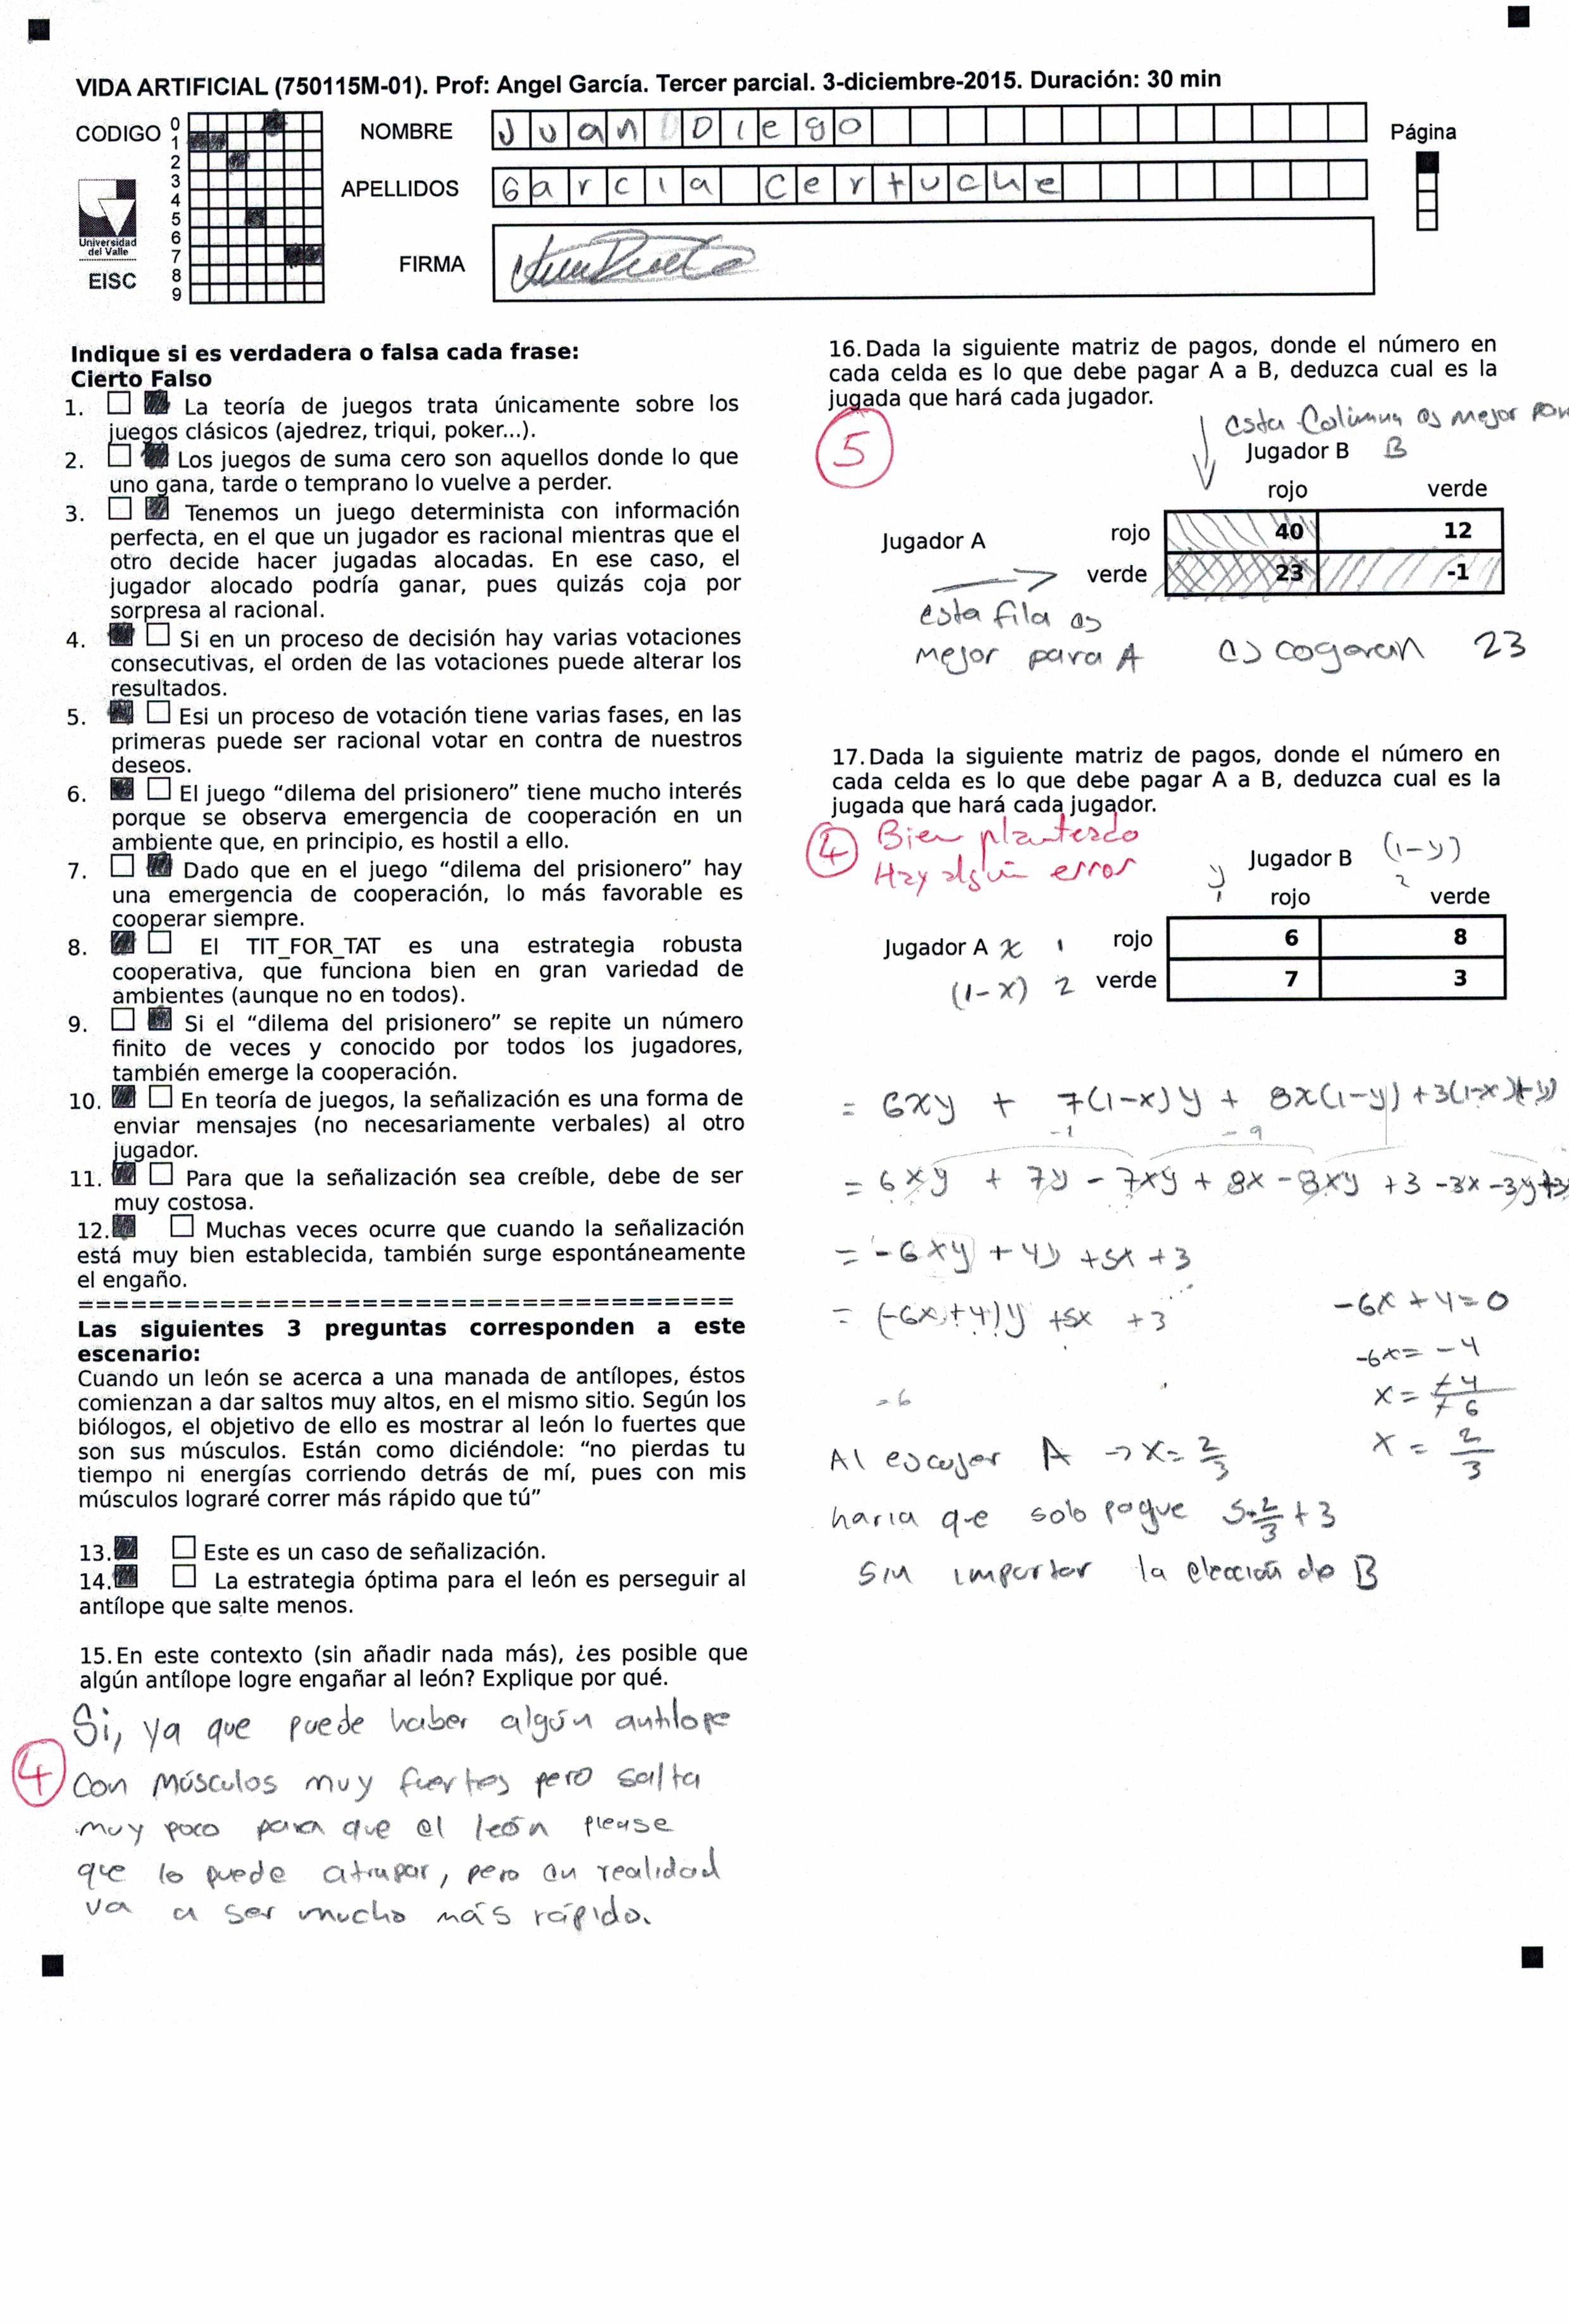 VIDA ARTIFICIAL (750115M-01). Prof: Angel García. Tercer parcial. 3-diciembre-2015. Duración: 30 min
CODIGO
0
1
2
3
4
5
6
7
8
9
Universidad
del Valle
EISC
NOMBRE Juan Diego
APELLIDOS Garcia Certuche
FIRMA
Página
Indique si es verdadera o falsa cada frase:
Cierto Falso
1. La teoría de juegos trata únicamente sobre los
juegos clásicos (ajedrez, triqui, poker...).
2. Los juegos de suma cero son aquellos donde lo que
uno gana, tarde o temprano lo vuelve a perder.
3. Tenemos un juego determinista con información
perfecta, en el que un jugador es racional mientras que el
otro decide hacer jugadas alocadas. En ese caso, el
jugador alocado podría ganar, pues quizás coja por
sorpresa al racional.
4. Si en un proceso de decisión hay varias votaciones
consecutivas, el orden de las votaciones puede alterar los
resultados.
5. Esi un proceso de votación tiene varias fases, en las
primeras puede ser racional votar en contra de nuestros
deseos.
6. El juego “dilema del prisionero” tiene mucho interés
porque se observa emergencia de cooperación en un
ambiente que, en principio, es hostil a ello.
7. Dado que en el juego “dilema del prisionero” hay
una emergencia de cooperación, lo más favorable es
cooperar siempre.
8. El TIT_FOR_TAT es una estrategia robusta
cooperativa, que funciona bien en gran variedad de
ambientes (aunque no en todos).
9. Si el “dilema del prisionero” se repite un número
finito de veces y conocido por todos los jugadores,
también emerge la cooperación.
10. En teoría de juegos, la señalización es una forma de
enviar mensajes (no necesariamente verbales) al otro
jugador.
11. Para que la señalización sea creíble, debe de ser
muy costosa.
12. Muchas veces ocurre que cuando la señalización
está muy bien establecida, también surge espontáneamente
el engaño.
=====================================
Las siguientes 3 preguntas corresponden a este
escenario:
Cuando un león se acerca a una manada de antílopes, éstos
comienzan a dar saltos muy altos, en el mismo sitio. Según los
biólogos, el objetivo de ello es mostrar al león lo fuertes que
son sus músculos. Están como diciéndole: “no pierdas tu
tiempo ni energías corriendo detrás de mí, pues con mis
músculos lograré correr más rápido que tú”
13. Este es un caso de señalización.
14. La estrategia óptima para el león es perseguir al
antílope que salte menos.
15. En este contexto (sin añadir nada más), ¿es posible que
algún antílope logre engañar al león? Explique por qué.
Si, ya que puede haber algún antilope
4
con músculos muy fuertes pero salta
muy poco para que el león piense
que lo puede atrapar, pero en realidad
va a ser mucho más rápido.
16. Dada la siguiente matriz de pagos, donde el número en
cada celda es lo que debe pagar A a B, deduzca cual es la
jugada que hará cada jugador.
5
esta columna es mejor
Jugador B B
rojo verde
Jugador A rojo 40 12
verde 23 -1
esta fila es
mejor para A escogeran 23
17. Dada la siguiente matriz de pagos, donde el número en
cada celda es lo que debe pagar A a B, deduzca cual es la
jugada que hará cada jugador.
4 Bien planteado
Hay algún error
Jugador B (1-y)
y 1 2
rojo verde
Jugador A x 1 rojo 6 8
(1-x) 2 verde 7 3
= 6xy + 7(1-x)y + 8x(1-y) + 3(1-x)(1-y)
-1 -9
= 6xy + 7y - 7xy + 8x - 8xy + 3 - 3x - 3y + 3
= -6xy + 4y + 5x + 3
= (-6x+4)y + 5x + 3
-6x + 4 = 0
-6x = -4
= 6
x = -4/-6
x = 2/3
Al escojer A → x = 2/3
haria que solo pague 5·2/3 + 3
sin importar la elección de B